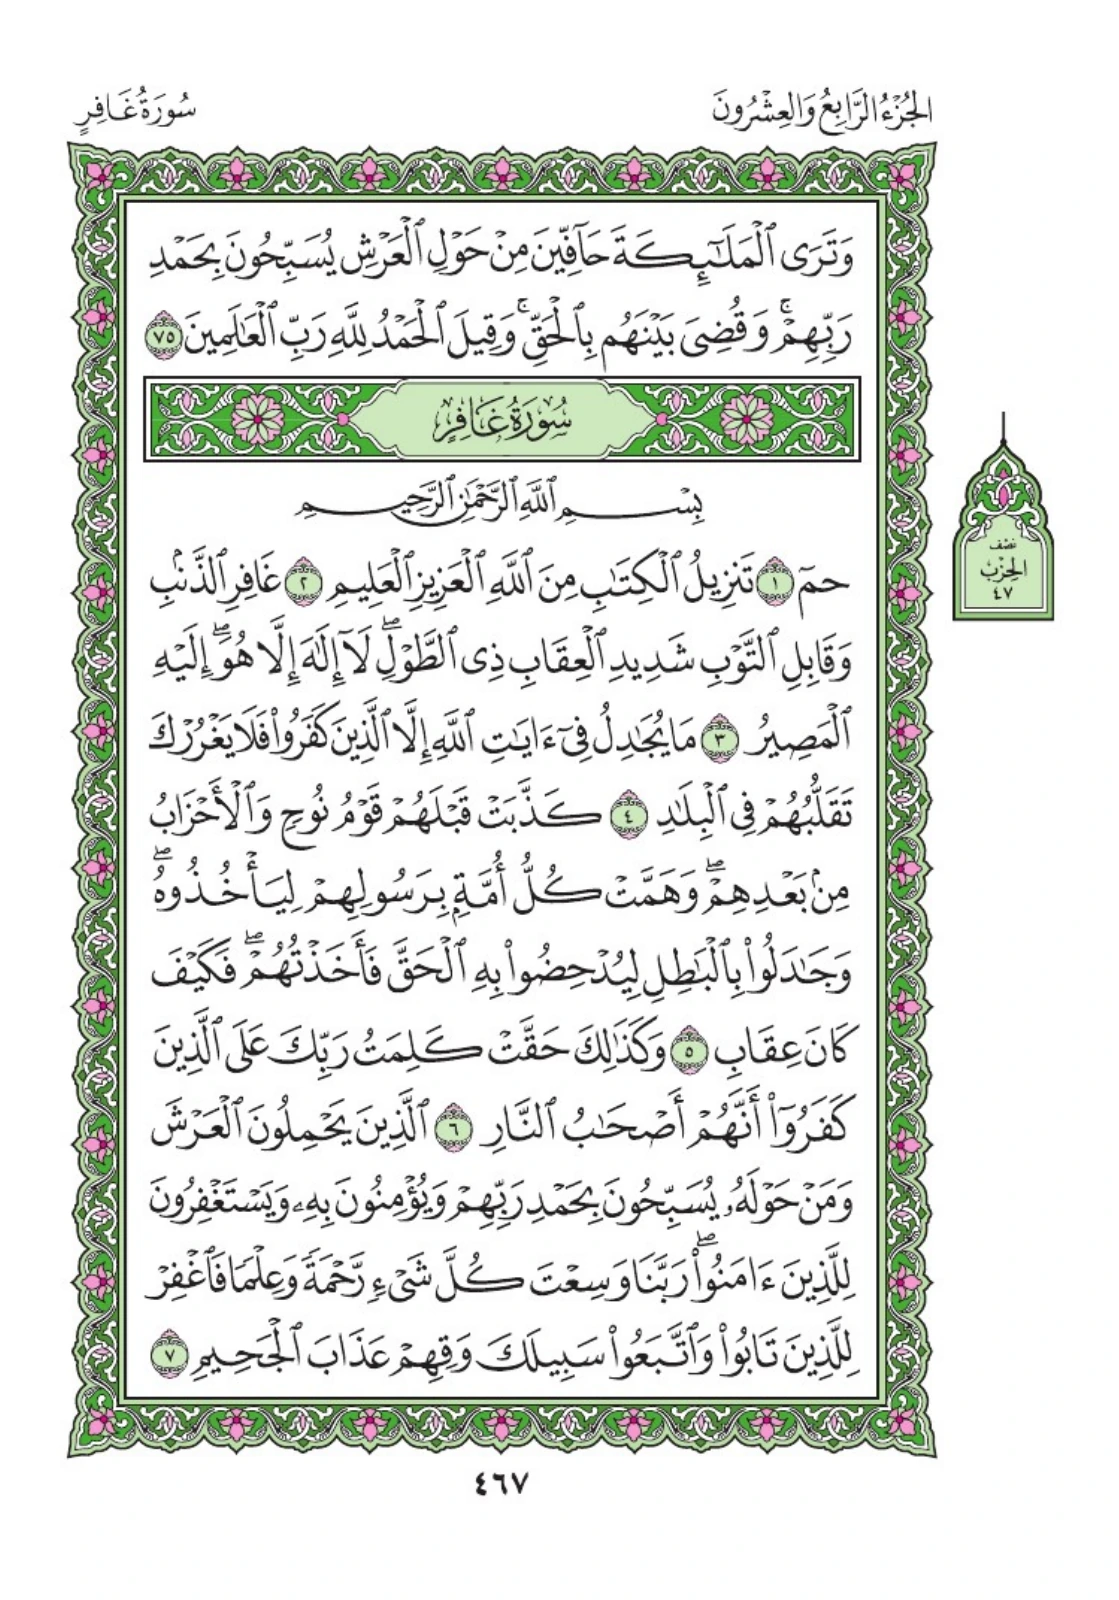 الجُزْءُ الرَّابِعُ وَالعِشْرُونَ
سُورَةُ غَافِرٍ
وَتَرَى ٱلْمَلَـٰٓئِكَةَ حَآفِّينَ مِنْ حَوْلِ ٱلْعَرْشِ يُسَبِّحُونَ بِحَمْدِ
رَبِّهِمْۚ وَقُضِىَ بَيْنَهُم بِٱلْحَقِّۚ وَقِيلَ ٱلْحَمْدُ لِلَّهِ رَبِّ ٱلْعَـٰلَمِينَ ٧٥
سُورَةُ غَافِرٍ
بِسْمِ ٱللَّهِ ٱلرَّحْمَـٰنِ ٱلرَّحِيمِ
حمٓ ١ تَنزِيلُ ٱلْكِتَـٰبِ مِنَ ٱللَّهِ ٱلْعَزِيزِ ٱلْعَلِيمِ ٢ غَافِرِ ٱلذَّنۢبِ
وَقَابِلِ ٱلتَّوْبِ شَدِيدِ ٱلْعِقَابِ ذِى ٱلطَّوْلِۖ لَآ إِلَـٰهَ إِلَّا هُوَۖ إِلَيْهِ
ٱلْمَصِيرُ ٣ مَا يُجَـٰدِلُ فِىٓ ءَايَـٰتِ ٱللَّهِ إِلَّا ٱلَّذِينَ كَفَرُوا۟ فَلَا يَغْرُرْكَ
تَقَلُّبُهُمْ فِى ٱلْبِلَـٰدِ ٤ كَذَّبَتْ قَبْلَهُمْ قَوْمُ نُوحٍ وَٱلْأَحْزَابُ
مِنۢ بَعْدِهِمْۖ وَهَمَّتْ كُلُّ أُمَّةٍۭ بِرَسُولِهِمْ لِيَأْخُذُوهُۖ
وَجَـٰدَلُوا۟ بِٱلْبَـٰطِلِ لِيُدْحِضُوا۟ بِهِ ٱلْحَقَّ فَأَخَذْتُهُمْۖ فَكَيْفَ
كَانَ عِقَابِ ٥ وَكَذَٰلِكَ حَقَّتْ كَلِمَتُ رَبِّكَ عَلَى ٱلَّذِينَ
كَفَرُوٓا۟ أَنَّهُمْ أَصْحَـٰبُ ٱلنَّارِ ٦ ٱلَّذِينَ يَحْمِلُونَ ٱلْعَرْشَ
وَمَنْ حَوْلَهُۥ يُسَبِّحُونَ بِحَمْدِ رَبِّهِمْ وَيُؤْمِنُونَ بِهِۦ وَيَسْتَغْفِرُونَ
لِلَّذِينَ ءَامَنُوا۟ۖ رَبَّنَا وَسِعْتَ كُلَّ شَىْءٍ رَّحْمَةً وَعِلْمًا فَٱغْفِرْ
لِلَّذِينَ تَابُوا۟ وَٱتَّبَعُوا۟ سَبِيلَكَ وَقِهِمْ عَذَابَ ٱلْجَحِيمِ ٧
نصف
الحزب
٤٧
٤٦٧